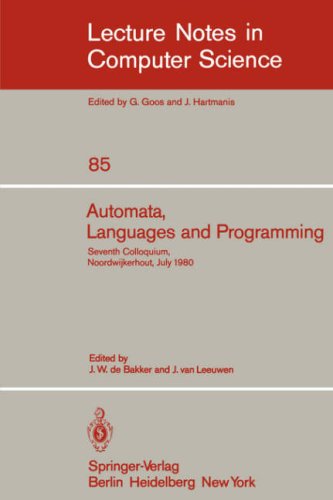 Lecture Notes in
Computer Science
Edited by G. Goos and J. Hartmanis
85
Automata,
Languages and Programming
Seventh Colloquium,
Noordwijkerhout, July 1980
Edited by
J. W. de Bakker and J. van Leeuwen
Springer-Verlag
Berlin Heidelberg New York